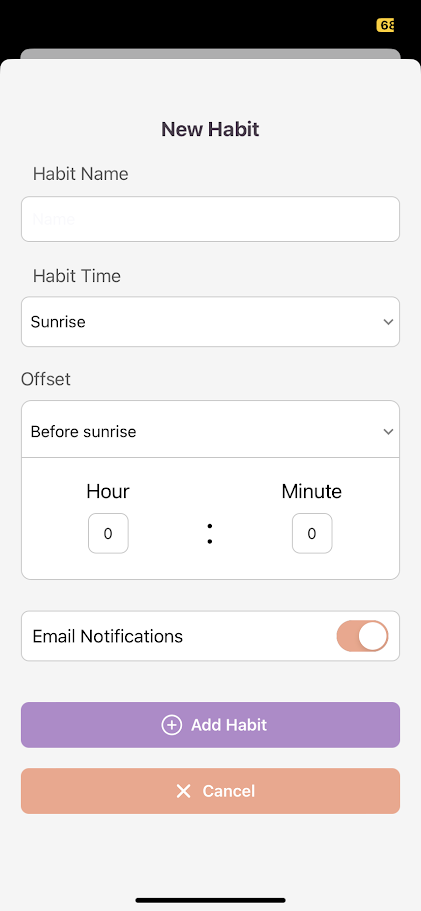 68
New Habit
Habit Name
Name
Habit Time
Sunrise
Offset
Before sunrise
Hour Minute
0 : 0
Email Notifications
Add Habit
Cancel